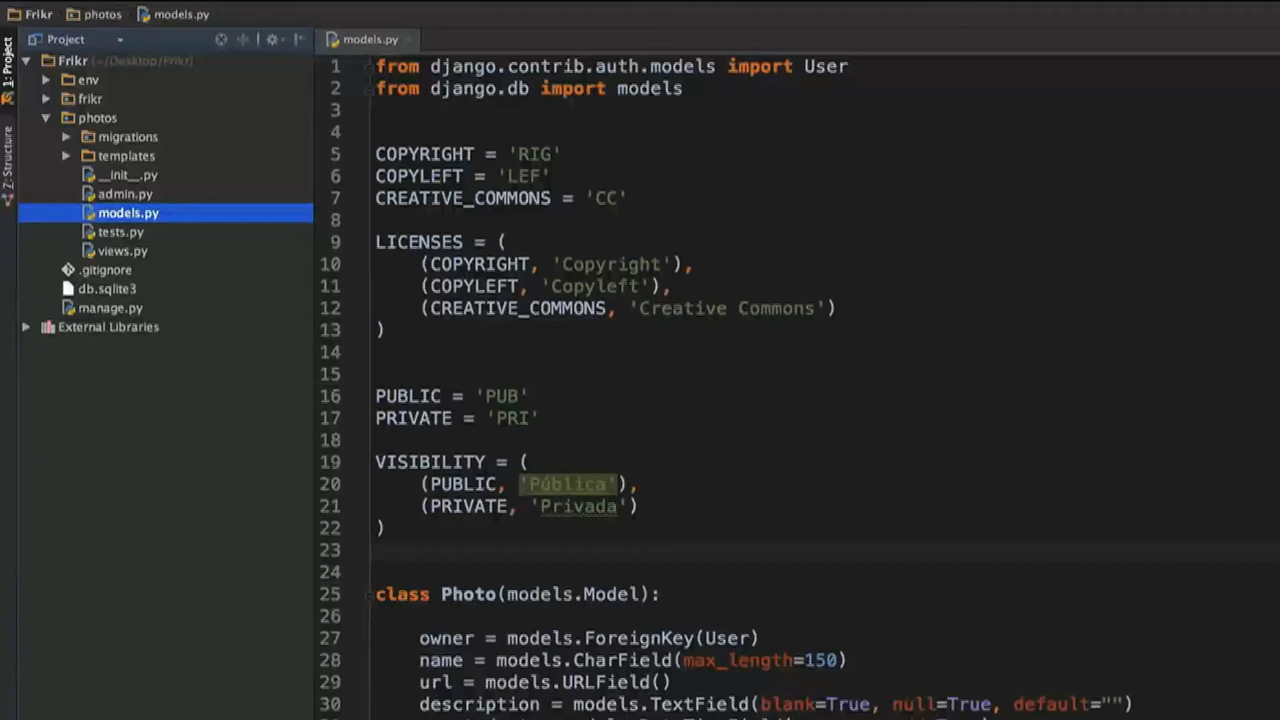 Frikr photos models.py
1: Project
Z: Structure
Project
Frikr (~/Desktop/Frikr)
env
frikr
photos
migrations
templates
__init__.py
admin.py
models.py
tests.py
views.py
.gitignore
db.sqlite3
manage.py
External Libraries
models.py
1 from django.contrib.auth.models import User
2 from django.db import models
3
4
5 COPYRIGHT = 'RIG'
6 COPYLEFT = 'LEF'
7 CREATIVE_COMMONS = 'CC'
8
9 LICENSES = (
10 (COPYRIGHT, 'Copyright'),
11 (COPYLEFT, 'Copyleft'),
12 (CREATIVE_COMMONS, 'Creative Commons')
13 )
14
15
16 PUBLIC = 'PUB'
17 PRIVATE = 'PRI'
18
19 VISIBILITY = (
20 (PUBLIC, 'Pública'),
21 (PRIVATE, 'Privada')
22 )
23
24
25 class Photo(models.Model):
26
27 owner = models.ForeignKey(User)
28 name = models.CharField(max_length=150)
29 url = models.URLField()
30 description = models.TextField(blank=True, null=True, default="")